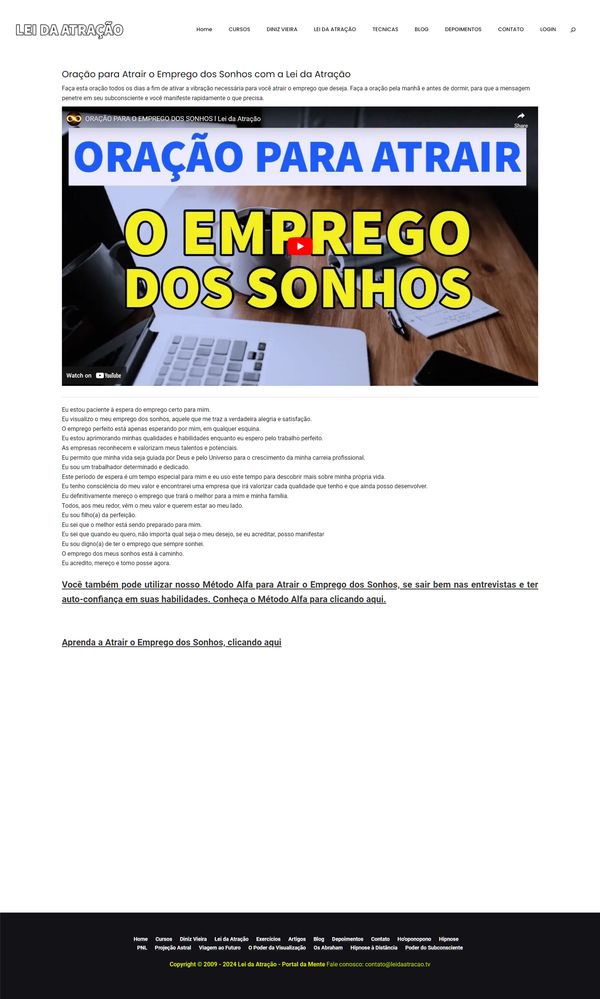 LEI DA ATRAÇÃO
Home CURSOS DINIZ VIEIRA LEI DA ATRAÇÃO TECNICAS BLOG DEPOIMENTOS CONTATO LOGIN
Oração para Atrair o Emprego dos Sonhos com a Lei da Atração
Faça esta oração todos os dias a fim de ativar a vibração necessária para você atrair o emprego que deseja. Faça a oração pela manhã e antes de dormir, para que a mensagem
penetre em seu subconsciente e você manifeste rapidamente o que precisa.
ORAÇÃO PARA O EMPREGO DOS SONHOS I Lei da Atração
Share
ORAÇÃO PARA ATRAIR
O EMPREGO
DOS SONHOS
Watch on YouTube
Eu estou paciente à espera do emprego certo para mim.
Eu visualizo o meu emprego dos sonhos, aquele que me traz a verdadeira alegria e satisfação.
O emprego perfeito está apenas esperando por mim, em qualquer esquina.
Eu estou aprimorando minhas qualidades e habilidades enquanto eu espero pelo trabalho perfeito.
As empresas reconhecem e valorizam meus talentos e potenciais.
Eu permito que minha vida seja guiada por Deus e pelo Universo para o crescimento da minha carreia profissional.
Eu sou um trabalhador determinado e dedicado.
Este período de espera é um tempo especial para mim e eu uso este tempo para descobrir mais sobre minha própria vida.
Eu tenho consciência do meu valor e encontrarei uma empresa que irá valorizar cada qualidade que tenho e que ainda posso desenvolver.
Eu definitivamente mereço o emprego que trará o melhor para a mim e minha família.
Todos, aos meu redor, vêm o meu valor e querem estar ao meu lado.
Eu sou filho(a) da perfeição.
Eu sei que o melhor está sendo preparado para mim.
Eu sei que quando eu quero, não importa qual seja o meu desejo, se eu acreditar, posso manifestar
Eu sou digno(a) de ter o emprego que sempre sonhei.
O emprego dos meus sonhos está à caminho.
Eu acredito, mereço e tomo posse agora.
Você também pode utilizar nosso Método Alfa para Atrair o Emprego dos Sonhos, se sair bem nas entrevistas e ter
auto-confiança em suas habilidades. Conheça o Método Alfa para clicando aqui.
Aprenda a Atrair o Emprego dos Sonhos, clicando aqui
Home Cursos Diniz Vieira Lei da Atração Exercícios Artigos Blog Depoimentos Contato Ho'oponopono Hipnose
PNL Projeção Astral Viagem ao Futuro O Poder da Visualização Os Abraham Hipnose à Distância Poder do Subconsciente
Copyright © 2009 - 2024 Lei da Atração - Portal da Mente Fale conosco: contato@leidaatracao.tv